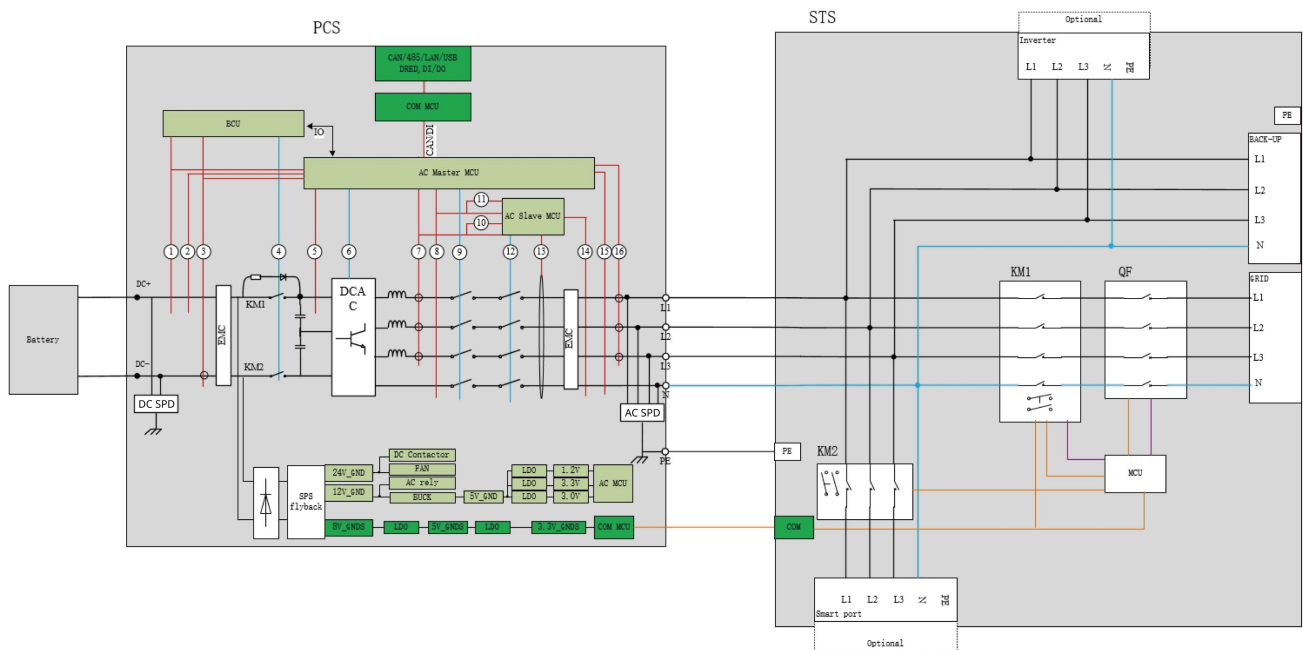 PCS
STS
Optional
Inverter
L1 L2 L3 N PE
PE
BACK-UP
L1
L2
L3
N
CAN/485/LAN/USB
DRED, DI/DO
COM MCU
CAN/DI
BCU
IO
AC Master MCU
AC Slave MCU
11
10
1 2 3 4 5 6 7 8 9 12 13 14 15 16
Battery
DC+
DC-
EMC
KM1
KM2
DCA
C
EMC
L1
L2
L3
N
DC SPD
AC SPD
PE
KM1
QF
GRID
L1
L2
L3
N
PE
KM2
MCU
SPS
flyback
24V_GND
12V_GND
DC Contactor
FAN
AC rely
BUCK
5V_GND
LDO 1.2V
LDO 3.3V
LDO 3.0V
AC MCU
8V_GNDS
LDO
5V_GNDS
LDO
3.3V_GNDS
COM MCU
COM
L1 L2 L3 N PE
Smart port
Optional